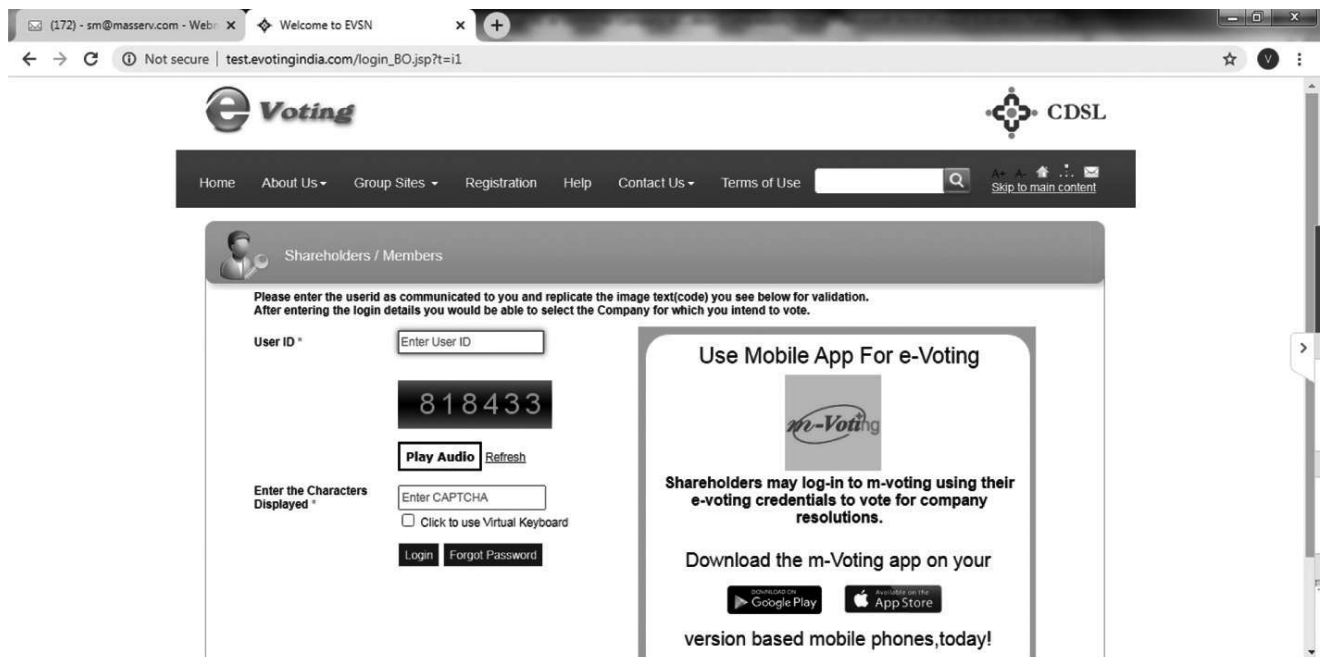 (172) - sm@masserv.com - Web
Welcome to EVSN
Not secure | test.evotingindia.com/login_BO.jsp?t=i1
V
e Voting
CDSL
Home About Us Group Sites Registration Help Contact Us Terms of Use
A+ A-
Skip to main content
Shareholders / Members
Please enter the userid as communicated to you and replicate the image text(code) you see below for validation.
After entering the login details you would be able to select the Company for which you intend to vote.
User ID *
Enter User ID
818433
Play Audio Refresh
Enter the Characters
Displayed *
Enter CAPTCHA
Click to use Virtual Keyboard
Login Forgot Password
Use Mobile App For e-Voting
m-Voting
Shareholders may log-in to m-voting using their
e-voting credentials to vote for company
resolutions.
Download the m-Voting app on your
DOWNLOAD ON
Google Play
Available on the
App Store
version based mobile phones,today!